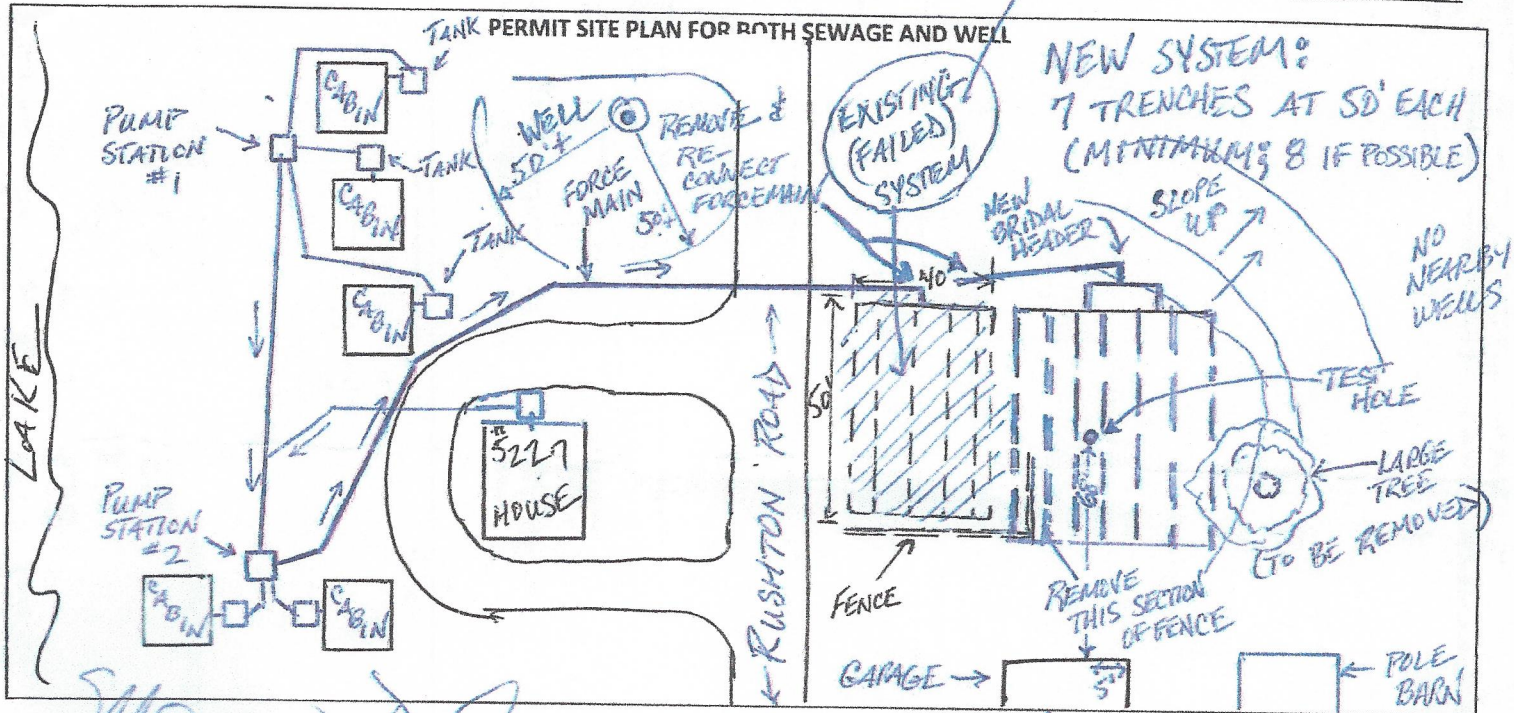 PERMIT SITE PLAN FOR BOTH SEWAGE AND WELL
TANK
CABIN
PUMP
STATION
#1
TANK
CABIN
TANK
CABIN
WELL
50'+
50'+
FORCE
MAIN
REMOVE &
RE-
CONNECT
FORCEMAIN
EXISTING
(FAILED)
SYSTEM
NEW SYSTEM:
7 TRENCHES AT 50' EACH
(MINIMUM; 8 IF POSSIBLE)
NEW
BRIDAL
HEADER
SLOPE
UP
NO
NEARBY
WELLS
40'
50'
LAKE
5227
HOUSE
RUSHTON ROAD
TEST
HOLE
LARGE
TREE
(TO BE REMOVED)
PUMP
STATION
#2
CABIN
CABIN
FENCE
REMOVE
THIS SECTION
OF FENCE
GARAGE
5'
POLE
BARN